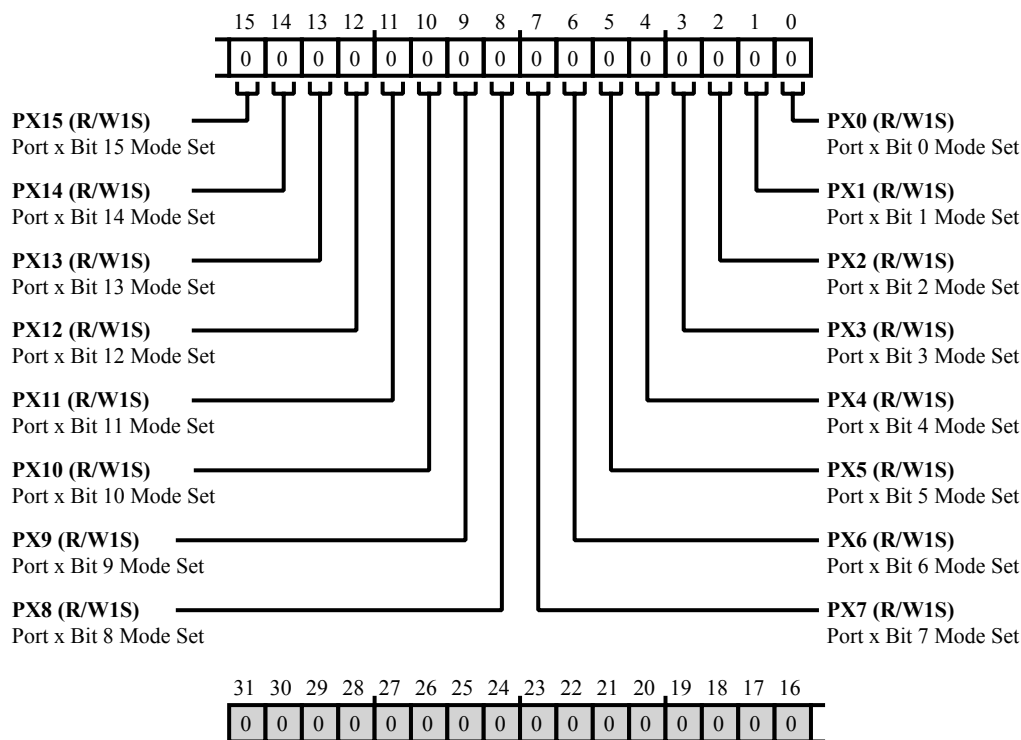 15 14 13 12 11 10 9 8 7 6 5 4 3 2 1 0
0 0 0 0 0 0 0 0 0 0 0 0 0 0 0 0
PX15 (R/W1S)
Port x Bit 15 Mode Set
PX14 (R/W1S)
Port x Bit 14 Mode Set
PX13 (R/W1S)
Port x Bit 13 Mode Set
PX12 (R/W1S)
Port x Bit 12 Mode Set
PX11 (R/W1S)
Port x Bit 11 Mode Set
PX10 (R/W1S)
Port x Bit 10 Mode Set
PX9 (R/W1S)
Port x Bit 9 Mode Set
PX8 (R/W1S)
Port x Bit 8 Mode Set
PX0 (R/W1S)
Port x Bit 0 Mode Set
PX1 (R/W1S)
Port x Bit 1 Mode Set
PX2 (R/W1S)
Port x Bit 2 Mode Set
PX3 (R/W1S)
Port x Bit 3 Mode Set
PX4 (R/W1S)
Port x Bit 4 Mode Set
PX5 (R/W1S)
Port x Bit 5 Mode Set
PX6 (R/W1S)
Port x Bit 6 Mode Set
PX7 (R/W1S)
Port x Bit 7 Mode Set
31 30 29 28 27 26 25 24 23 22 21 20 19 18 17 16
0 0 0 0 0 0 0 0 0 0 0 0 0 0 0 0